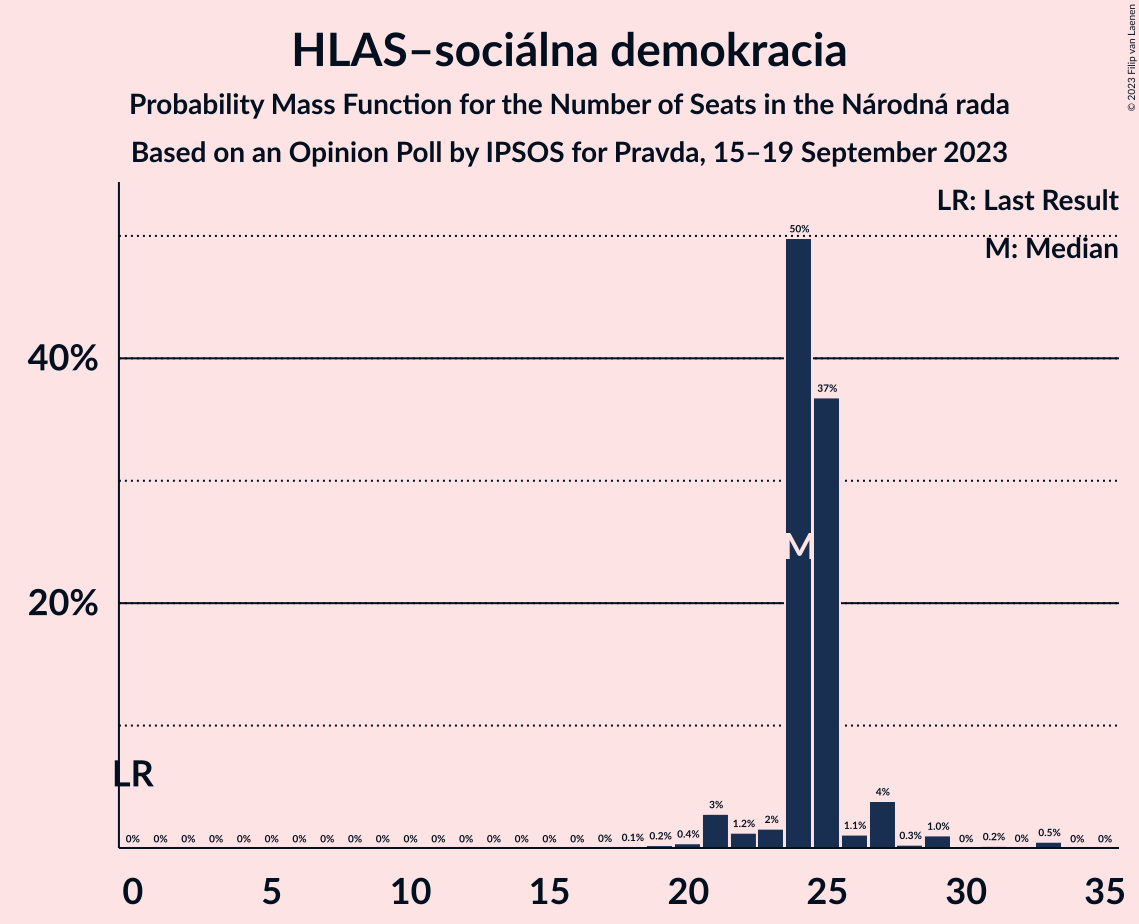 HLAS–sociálna demokracia
Probability Mass Function for the Number of Seats in the Národná rada
Based on an Opinion Poll by IPSOS for Pravda, 15–19 September 2023
© 2023 Filip van Laenen
LR: Last Result
M: Median
50%
40%
37%
M
20%
LR
4%
3%
0% 0% 0% 0% 0% 0% 0% 0% 0% 0% 0% 0% 0% 0% 0% 0% 0% 0% 0.1% 0.2% 0.4% 1.2% 2% 1.1% 0.3% 1.0% 0% 0.2% 0% 0.5% 0% 0%
0 5 10 15 20 25 30 35